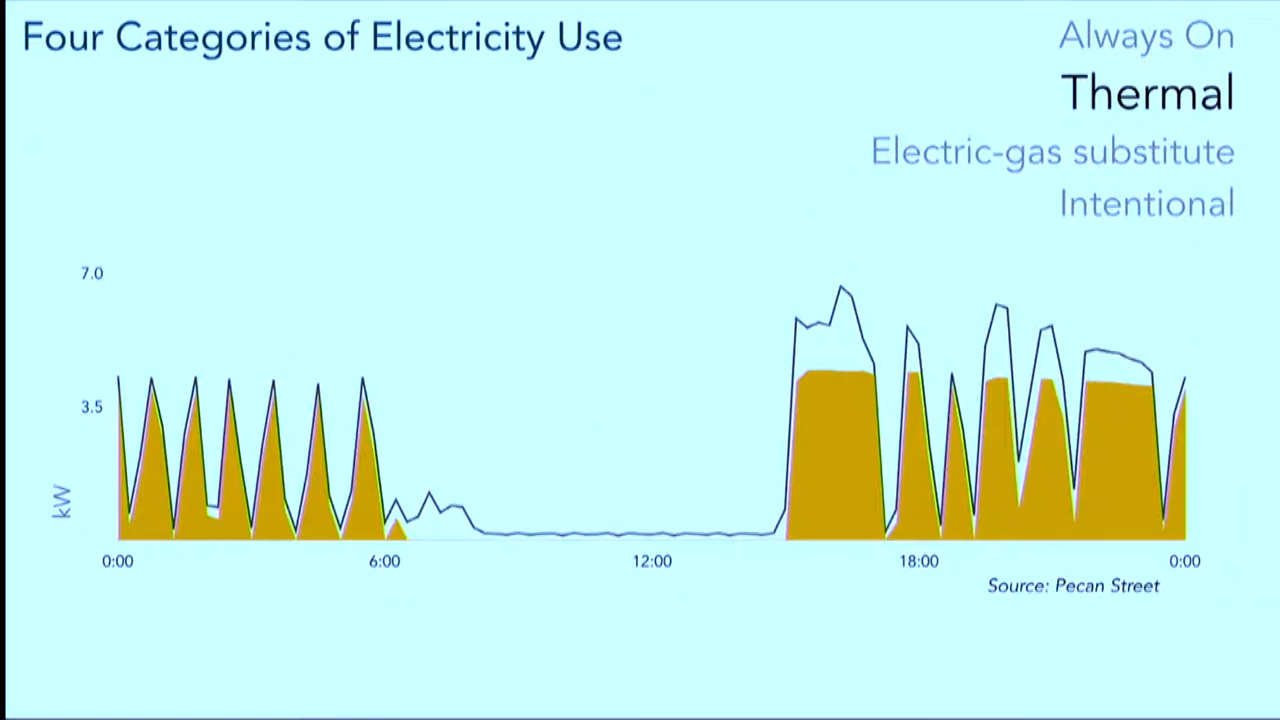 Four Categories of Electricity Use
Always On
Thermal
Electric-gas substitute
Intentional
7.0
3.5
kW
0:00
6:00
12:00
18:00
0:00
Source: Pecan Street